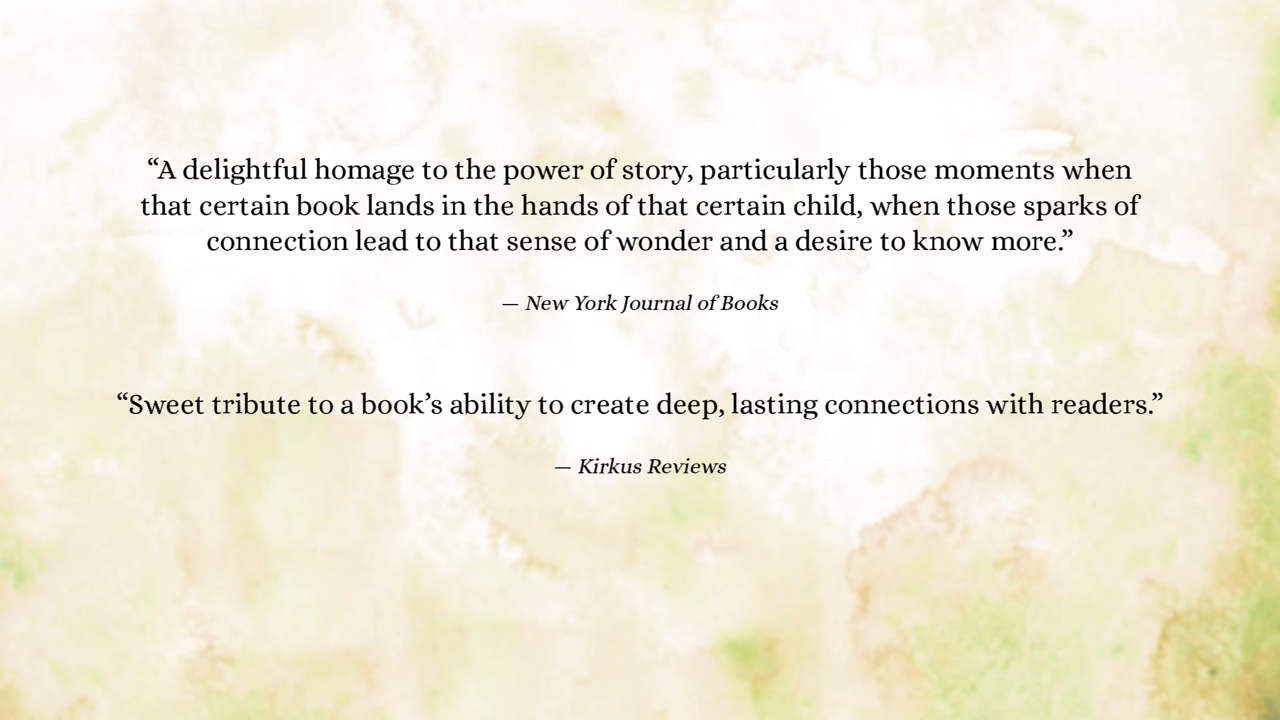 “A delightful homage to the power of story, particularly those moments when
that certain book lands in the hands of that certain child, when those sparks of
connection lead to that sense of wonder and a desire to know more.”
— New York Journal of Books
“Sweet tribute to a book’s ability to create deep, lasting connections with readers.”
— Kirkus Reviews